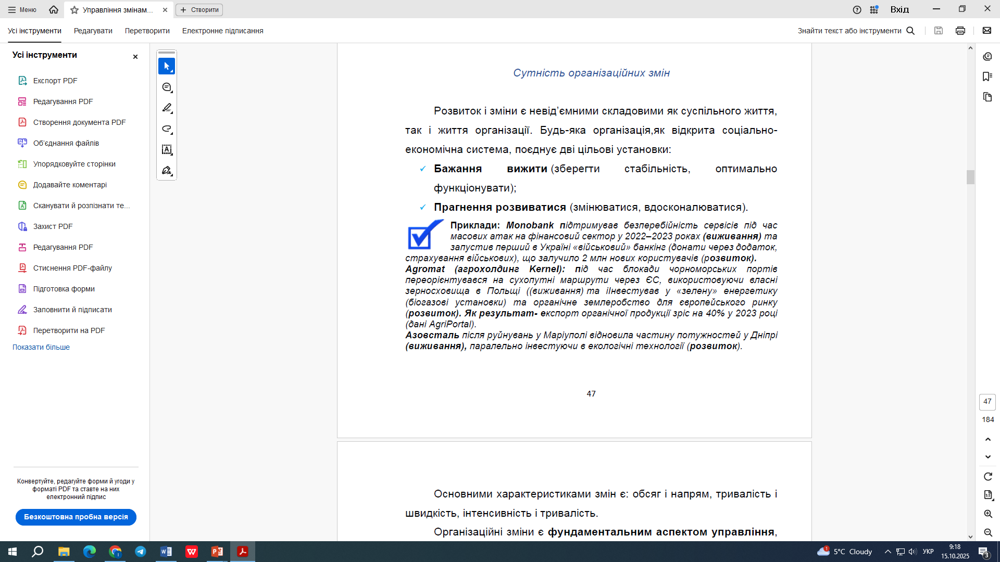 Меню
Управління змінам...
Створити
Вхід
Усі інструменти
Редагувати
Перетворити
Електронне підписання
Знайти текст або інструменти
Усі інструменти
Експорт PDF
Редагування PDF
Створення документа PDF
Об'єднання файлів
Упорядковуйте сторінки
Додавайте коментарі
Сканувати й розпізнати те...
Захист PDF
Редагування PDF
Стиснення PDF-файлу
Підготовка форми
Заповнити й підписати
Перетворити на PDF
Показати більше
Конвертуйте, редагуйте форми й угоди у
форматі PDF та ставте на них
електронний підпис
Безкоштовна пробна версія
Сутність організаційних змін
Розвиток і зміни є невід’ємними складовими як суспільного життя,
так і життя організації. Будь-яка організація,як відкрита соціально-
економічна система, поєднує дві цільові установки:
✓ Бажання вижити (зберегти стабільність, оптимально
функціонувати);
✓ Прагнення розвиватися (змінюватися, вдосконалюватися).
Приклади: Monobank підтримував безперебійність сервісів під час
масових атак на фінансовий сектор у 2022–2023 роках (виживання) та
запустив перший в Україні «військовий» банкінг (донати через додаток,
страхування військових), що залучило 2 млн нових користувачів (розвиток).
Agromat (агрохолдинг Kernel): під час блокади чорноморських портів
переорієнтувався на сухопутні маршрути через ЄС, використовуючи власні
зерносховища в Польщі ((виживання) та іІнвестував у «зелену» енергетику
(біогазові установки) та органічне землеробство для європейського ринку
(розвиток). Як результат- експорт органічної продукції зріс на 40% у 2023 році
(дані AgriPortal).
Азовсталь після руйнувань у Маріуполі відновила частину потужностей у Дніпрі
(виживання), паралельно інвестуючи в екологічні технології (розвиток).
47
Основними характеристиками змін є: обсяг і напрям, тривалість і
швидкість, інтенсивність і тривалість.
Організаційні зміни є фундаментальним аспектом управління,
47
184
1
5°C Cloudy
УКР
9:18
15.10.2025
3